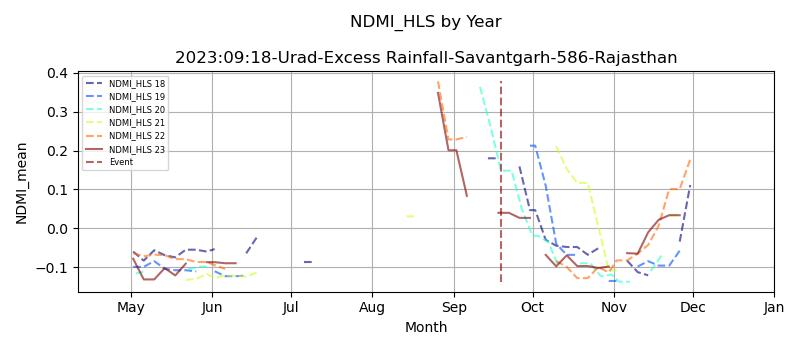 NDMI_HLS by Year
2023:09:18-Urad-Excess Rainfall-Savantgarh-586-Rajasthan
NDMI_mean
0.4
0.3
0.2
0.1
0.0
−0.1
NDMI_HLS 18
NDMI_HLS 19
NDMI_HLS 20
NDMI_HLS 21
NDMI_HLS 22
NDMI_HLS 23
Event
May Jun Jul Aug Sep Oct Nov Dec Jan
Month